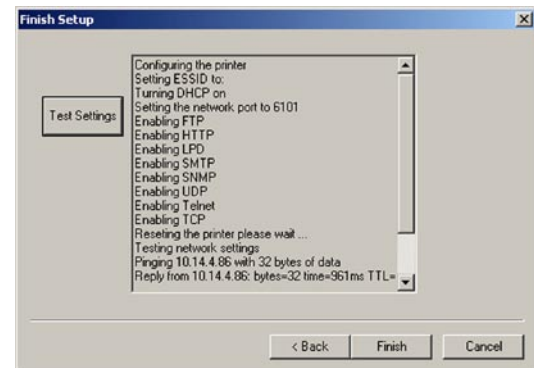 Finish Setup
Test Settings
Configuring the printer
Setting ESSID to:
Turning DHCP on
Setting the network port to 6101
Enabling FTP
Enabling HTTP
Enabling LPD
Enabling SMTP
Enabling SNMP
Enabling UDP
Enabling Telnet
Enabling TCP
Reseting the printer please wait ...
Testing network settings
Pinging 10.14.4.86 with 32 bytes of data
Reply from 10.14.4.86: bytes=32 time=961ms TTL=
< Back
Finish
Cancel